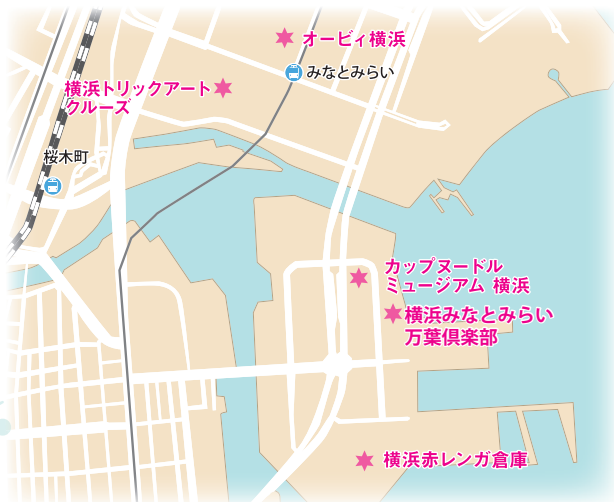 オービィ横浜
みなとみらい
横浜トリックアート
クルーズ
桜木町
カップヌードル
ミュージアム 横浜
横浜みなとみらい
万葉倶楽部
横浜赤レンガ倉庫